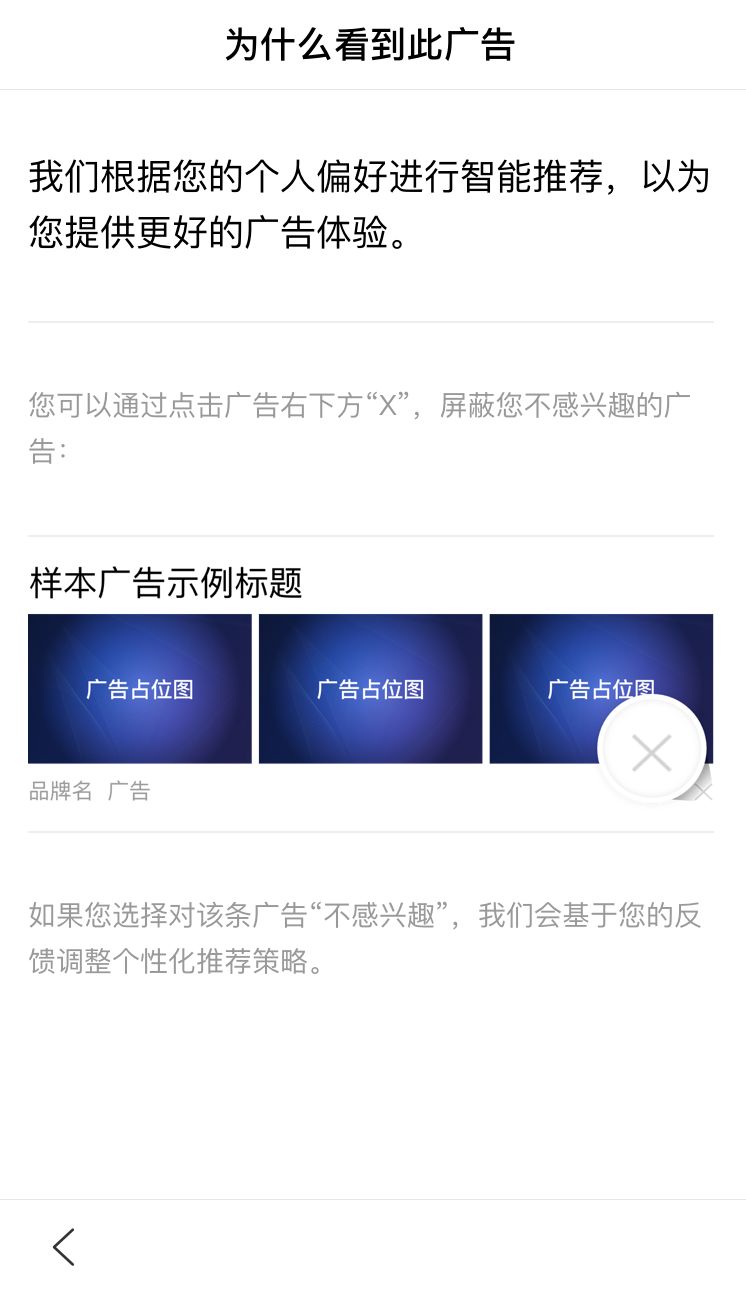 为什么看到此广告
我们根据您的个人偏好进行智能推荐，以为
您提供更好的广告体验。
您可以通过点击广告右下方“X”，屏蔽您不感兴趣的广
告：
样本广告示例标题
广告占位图 广告占位图 广告占位图
品牌名 广告
如果您选择对该条广告“不感兴趣”，我们会基于您的反
馈调整个性化推荐策略。